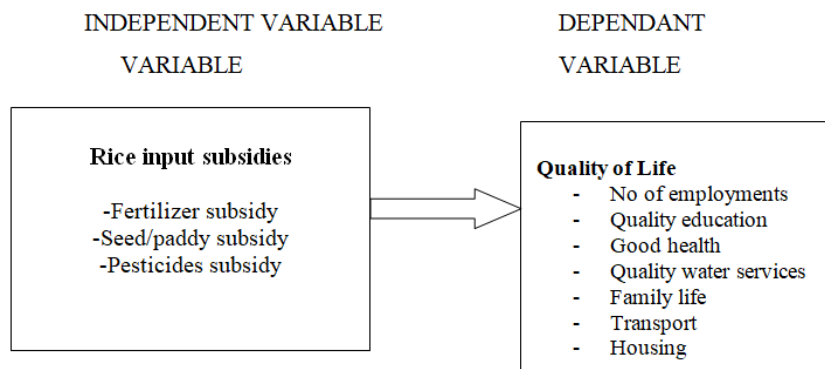 INDEPENDENT VARIABLE
VARIABLE
DEPENDANT
VARIABLE
Rice input subsidies
-Fertilizer subsidy
-Seed/paddy subsidy
-Pesticides subsidy
Quality of Life
- No of employments
- Quality education
- Good health
- Quality water services
- Family life
- Transport
- Housing